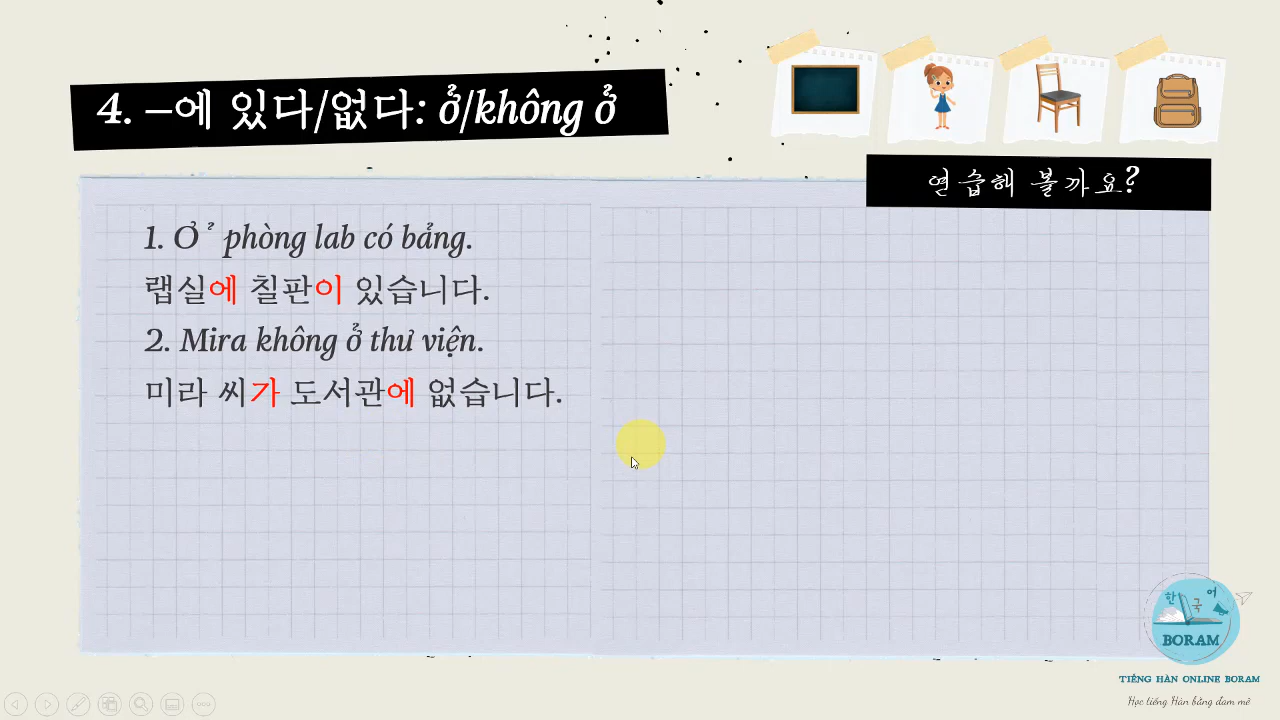 4. –에 있다/없다: ở/không ở
연습해 볼까요?
1. Ở phòng lab có bảng.
랩실에 칠판이 있습니다.
2. Mira không ở thư viện.
미라 씨가 도서관에 없습니다.
한국어
BORAM
TIẾNG HÀN ONLINE BORAM
Học tiếng Hàn bằng đam mê